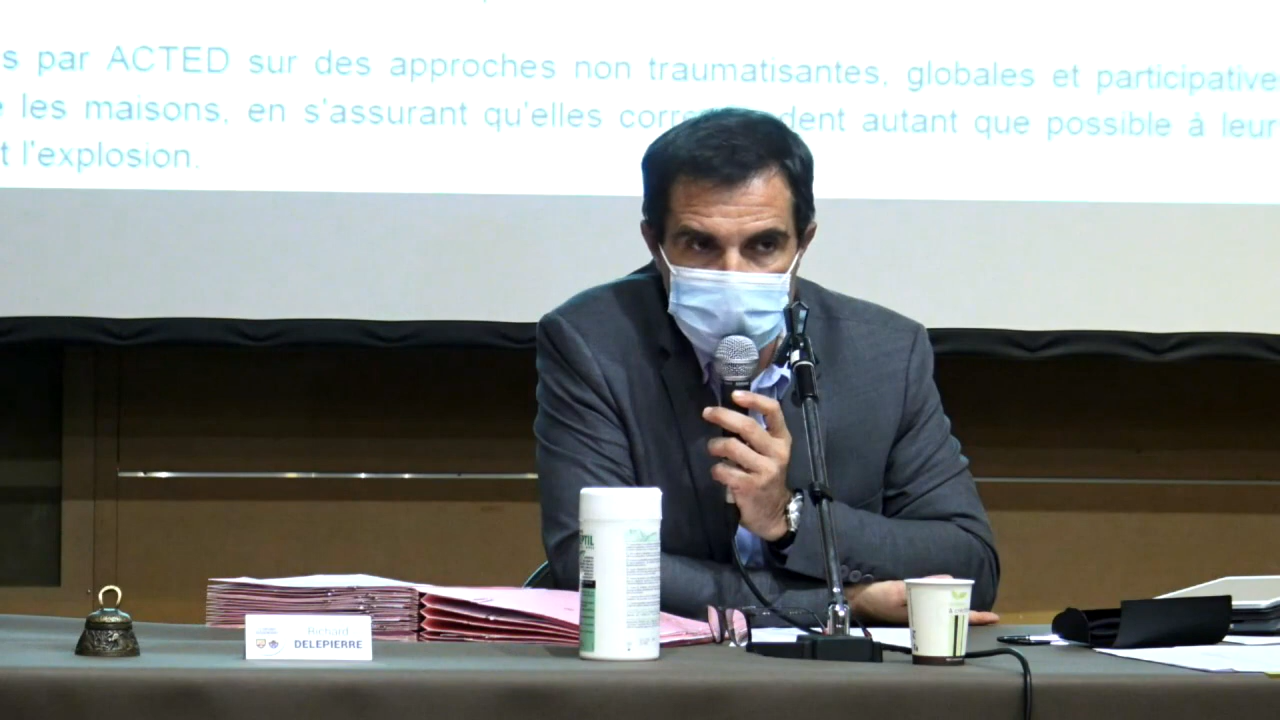 s par ACTED sur des approches non traumatisantes, globales et participative
les maisons, en s'assurant qu'elles corre dent autant que possible à leur
t l'explosion.
PTIL
Richard
DELEPIERRE